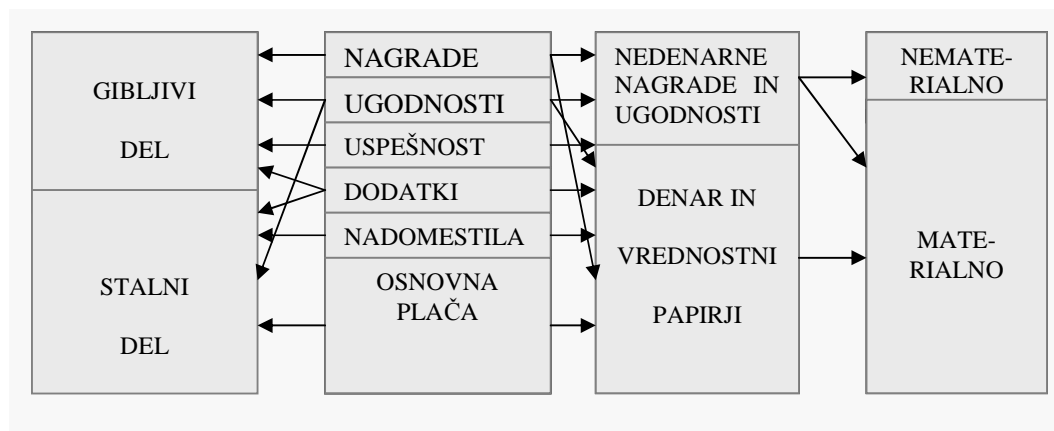 GIBLJIVI
DEL
STALNI
DEL
NAGRADE
UGODNOSTI
USPEŠNOST
DODATKI
NADOMESTILA
OSNOVNA
PLAČA
NEDENARNE
NAGRADE IN
UGODNOSTI
DENAR IN
VREDNOSTNI
PAPIRJI
NEMATE-
RIALNO
MATE-
RIALNO